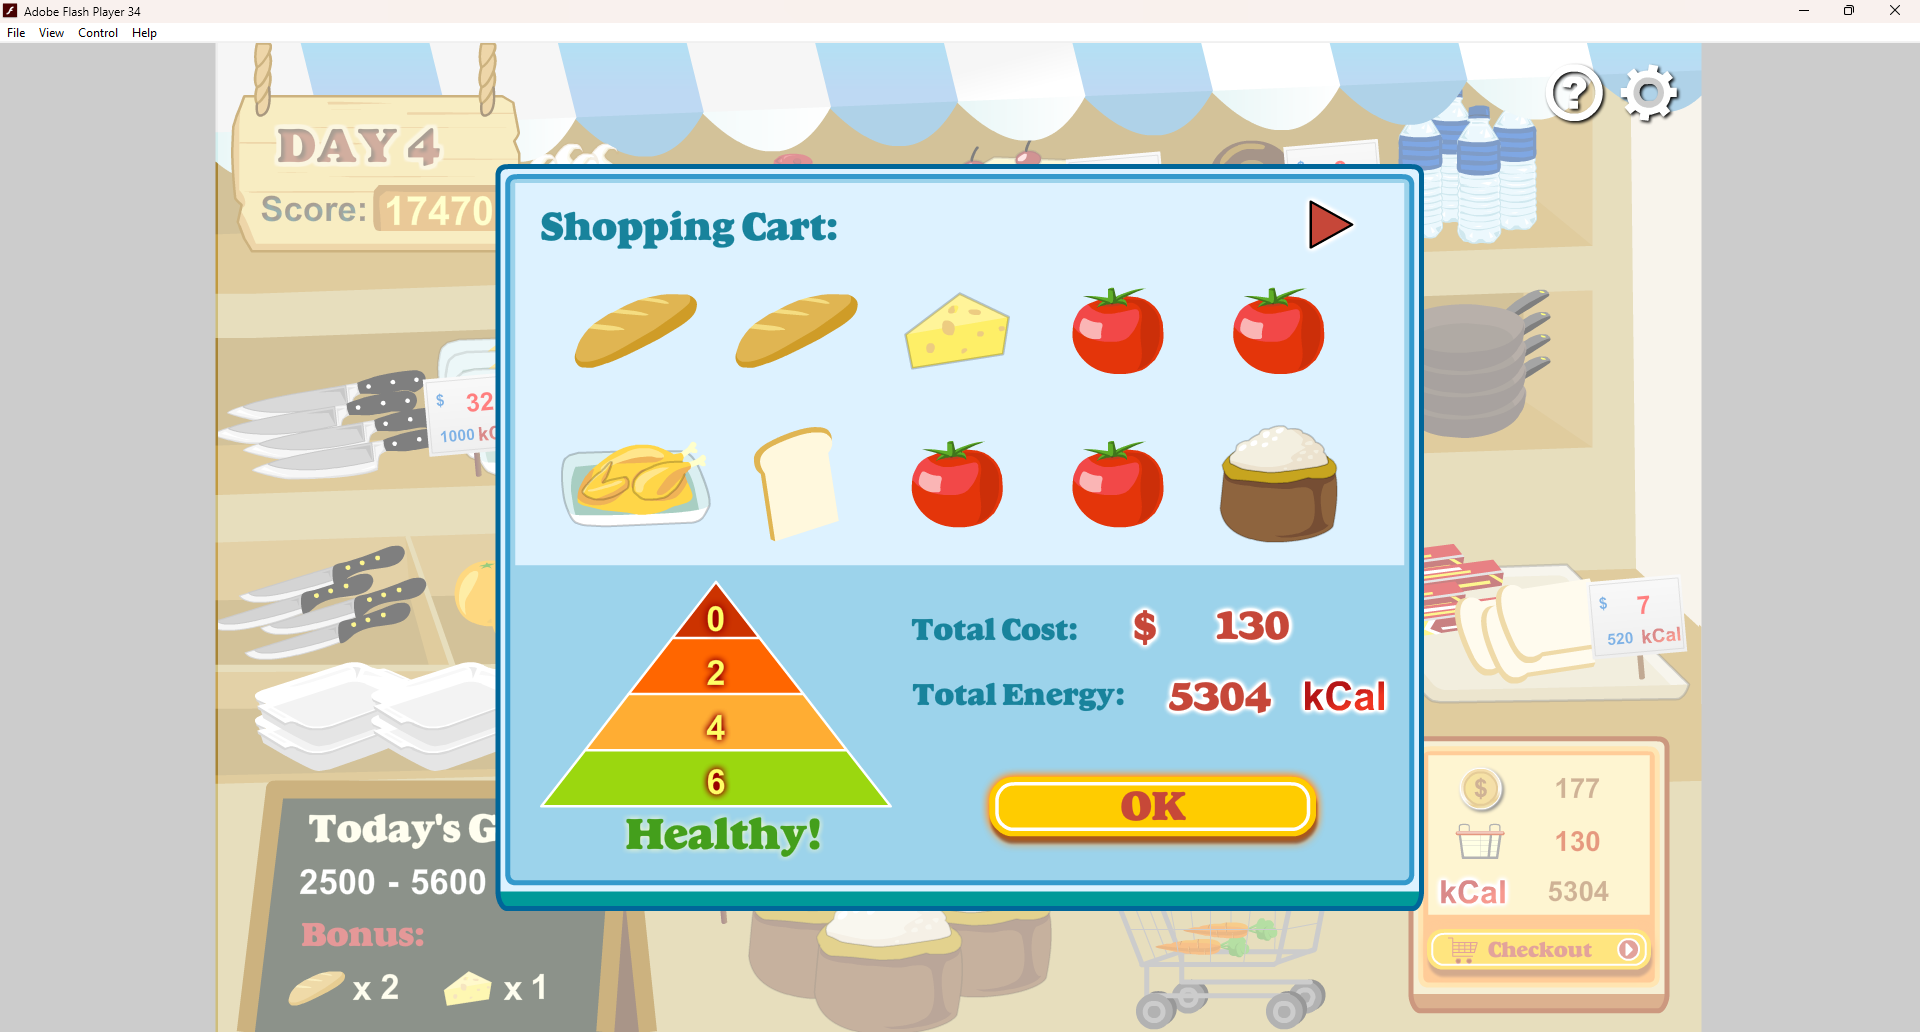 Adobe Flash Player 34
File View Control Help
DAY 4
Score: 17470
Shopping Cart:
$ 32
1000
0
2
4
6
Healthy!
Total Cost: $ 130
Total Energy: 5304 kCal
OK
$ 7
520 kCal
177
130
kCal 5304
Checkout
Today's G
2500 - 5600
Bonus:
x 2 x 1